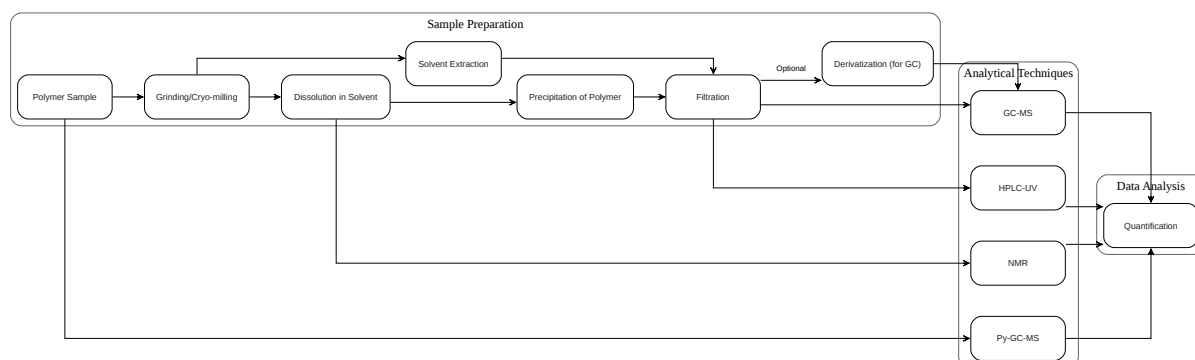 Sample Preparation
Solvent Extraction
Derivatization (for GC)
Optional
Analytical Techniques
Polymer Sample
Grinding/Cryo-milling
Dissolution in Solvent
Precipitation of Polymer
Filtration
GC-MS
HPLC-UV
Data Analysis
Quantification
NMR
Py-GC-MS